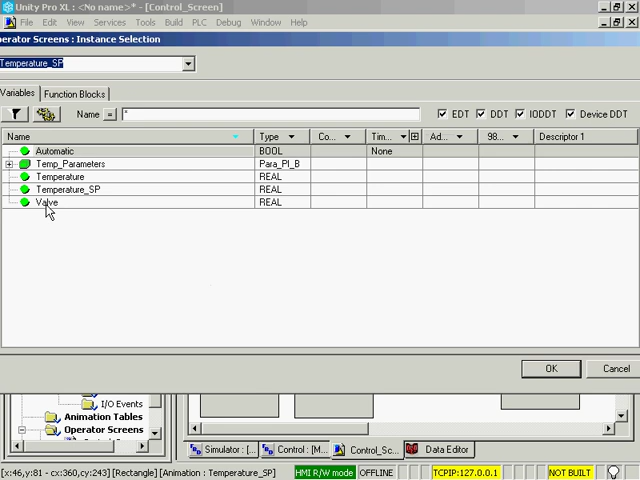 Unity Pro XL : <No name>* - [Control_Screen]
File Edit View Services Tools Build PLC Debug Window Help
perator Screens : Instance Selection
Temperature_SP
Variables Function Blocks
Name = * EDT DDT IODDT Device DDT
Name Type Co... Tim... Ad... 98... Descriptor 1
Automatic BOOL None
Temp_Parameters Para_PI_B
Temperature REAL
Temperature_SP REAL
Valve REAL
OK Cancel
I/O Events
Animation Tables
Operator Screens
Simulator : [... Control : [M... Control_Sc... Data Editor
[x:46,y:81 - cx:360,cy:243] [Rectangle] [Animation : Temperature_SP] HMI R/W mode OFFLINE TCPIP:127.0.0.1 NOT BUILT